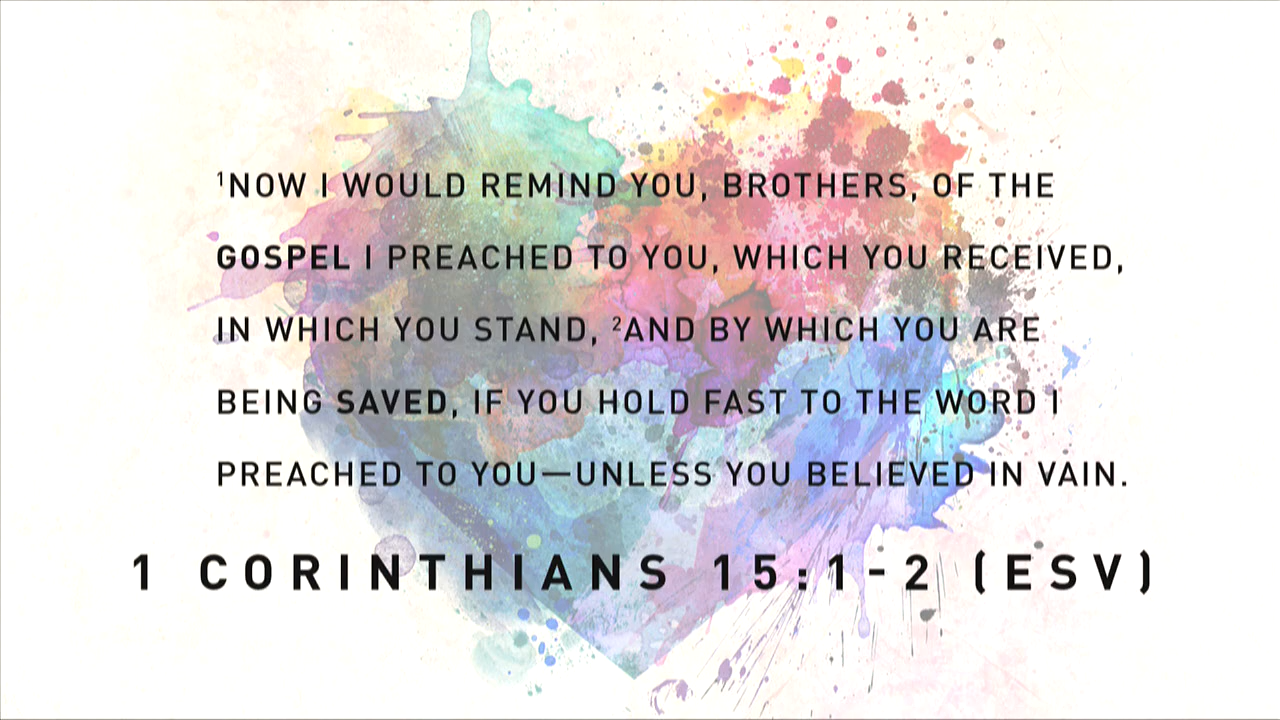 ¹NOW I WOULD REMIND YOU, BROTHERS, OF THE
GOSPEL I PREACHED TO YOU, WHICH YOU RECEIVED,
IN WHICH YOU STAND, ²AND BY WHICH YOU ARE
BEING SAVED, IF YOU HOLD FAST TO THE WORD I
PREACHED TO YOU—UNLESS YOU BELIEVED IN VAIN.
1 CORINTHIANS 15:1-2 (ESV)